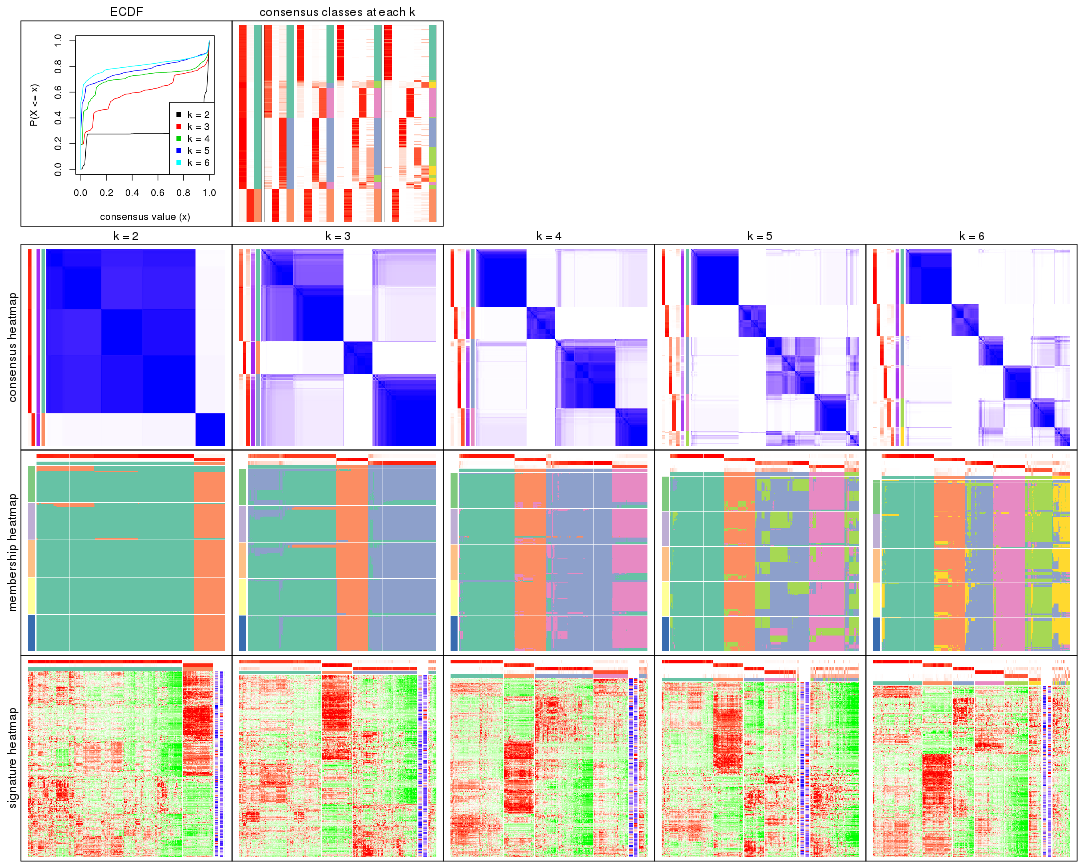 ECDF
consensus classes at each k
P(X <= x)
1.0
0.8
0.6
0.4
0.2
0.0
k = 2
k = 3
k = 4
k = 5
k = 6
0.0 0.2 0.4 0.6 0.8 1.0
consensus value (x)
k = 2 k = 3 k = 4 k = 5 k = 6
consensus heatmap
membership heatmap
signature heatmap